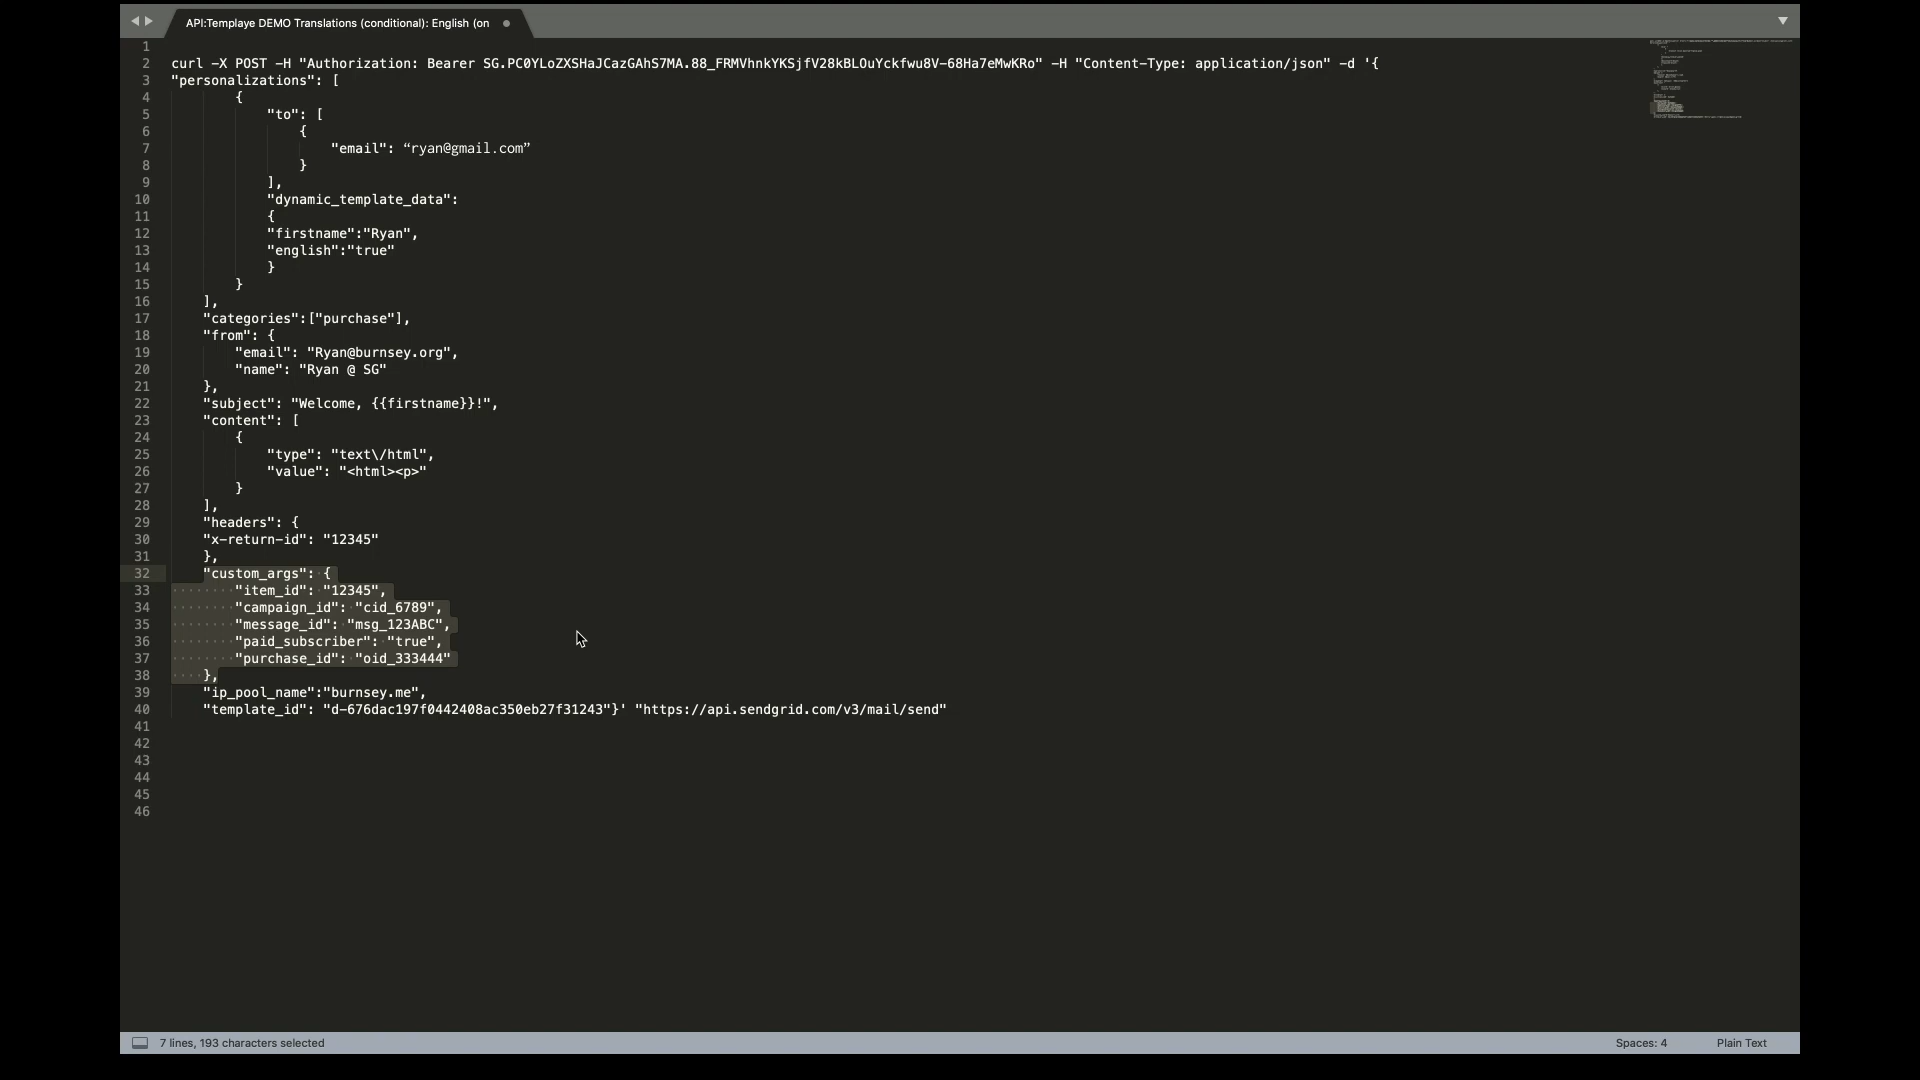 API:Templaye DEMO Translations (conditional): English (on
1
2 curl -X POST -H "Authorization: Bearer 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" -H "Content-Type: application/json" -d '{
3 "personalizations": [
4 {
5 "to": [
6 {
7 "email": “ryan@gmail.com”
8 }
9 ],
10 "dynamic_template_data":
11 {
12 "firstname":"Ryan",
13 "english":"true"
14 }
15 }
16 ],
17 "categories":["purchase"],
18 "from": {
19 "email": "Ryan@burnsey.org",
20 "name": "Ryan @ SG"
21 },
22 "subject": "Welcome, {{firstname}}!",
23 "content": [
24 {
25 "type": "text\/html",
26 "value": "<html><p>"
27 }
28 ],
29 "headers": {
30 "x-return-id": "12345"
31 },
32 "custom_args": {
33 "item_id": "12345",
34 "campaign_id": "cid_6789",
35 "message_id": "msg_123ABC",
36 "paid_subscriber": "true",
37 "purchase_id": "oid_333444"
38 },
39 "ip_pool_name":"burnsey.me",
40 "template_id": "d-676dac197f0442408ac350eb27f31243"}' "https://api.sendgrid.com/v3/mail/send"
41
42
43
44
45
46
7 lines, 193 characters selected
Spaces: 4
Plain Text